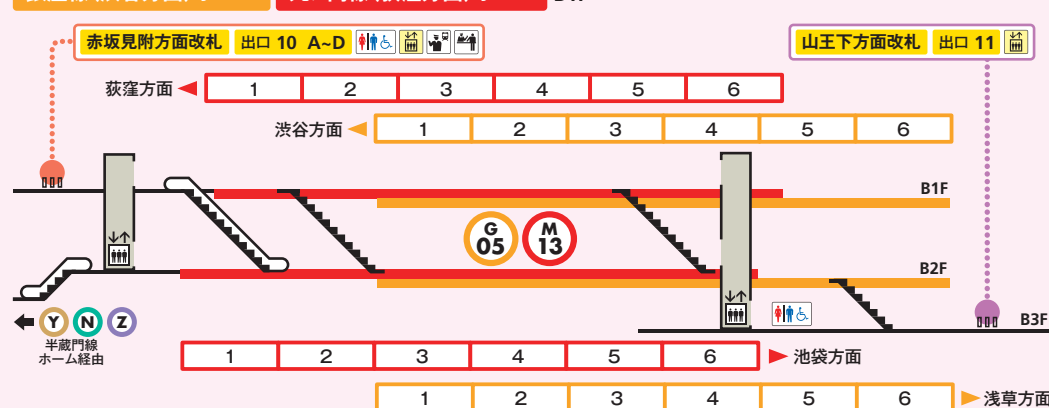 赤坂見附方面改札 出口 10 A~D
山王下方面改札 出口 11
荻窪方面 1 2 3 4 5 6
渋谷方面 1 2 3 4 5 6
B1F
G 05
M 13
B2F
Y N Z
半蔵門線
ホーム経由
B3F
1 2 3 4 5 6 池袋方面
1 2 3 4 5 6 浅草方面